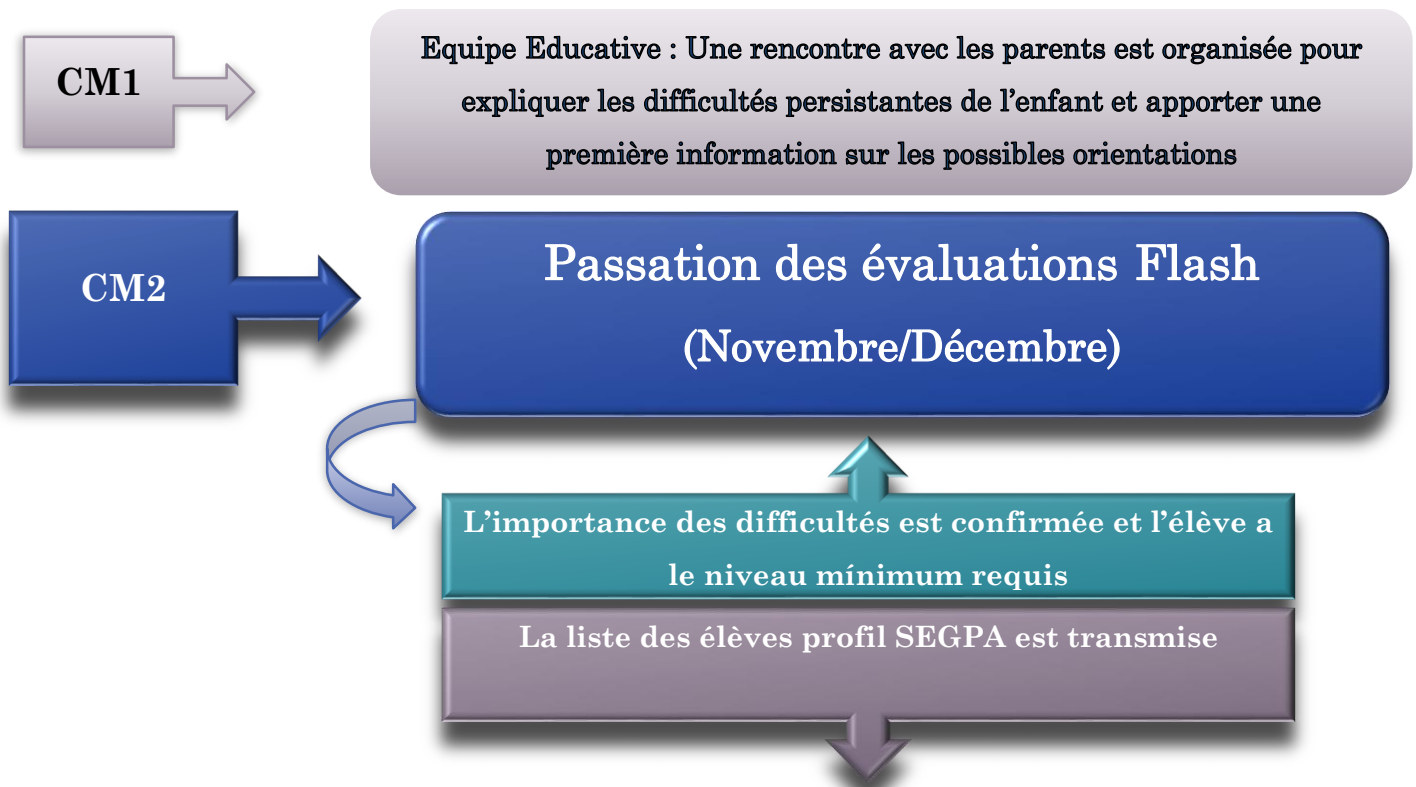 CM1
Equipe Educative : Une rencontre avec les parents est organisée pour
expliquer les difficultés persistantes de l’enfant et apporter une
première information sur les possibles orientations
CM2
Passation des évaluations Flash
(Novembre/Décembre)
L’importance des difficultés est confirmée et l’élève a
le niveau mínimum requis
La liste des élèves profil SEGPA est transmise